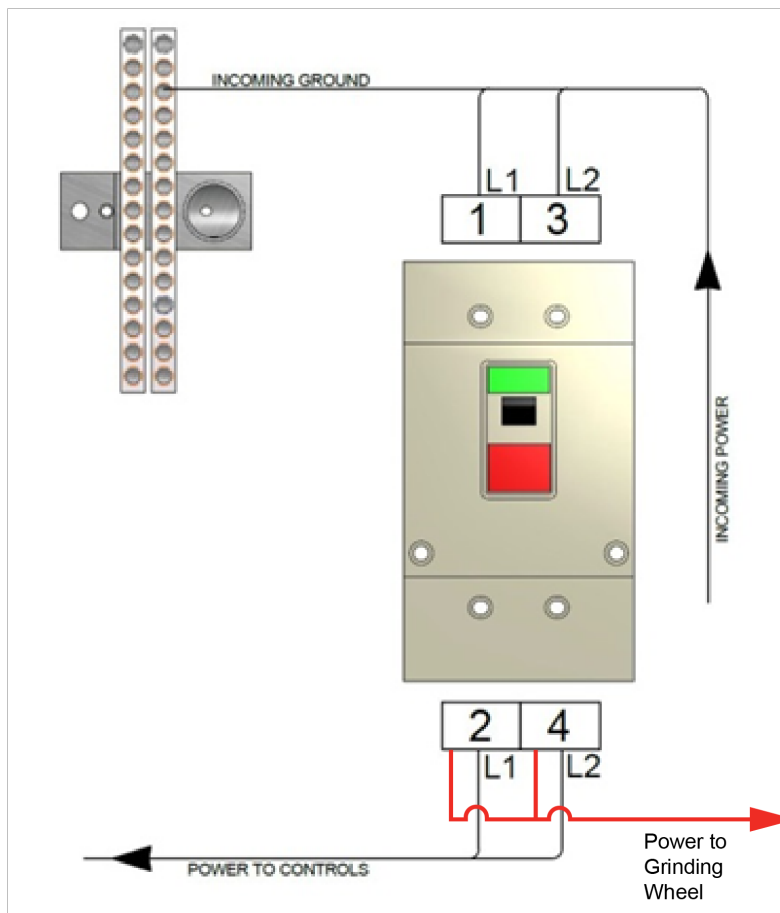 INCOMING GROUND
L1 L2
1 3
INCOMING POWER
2 4
L1 L2
POWER TO CONTROLS
Power to
Grinding
Wheel